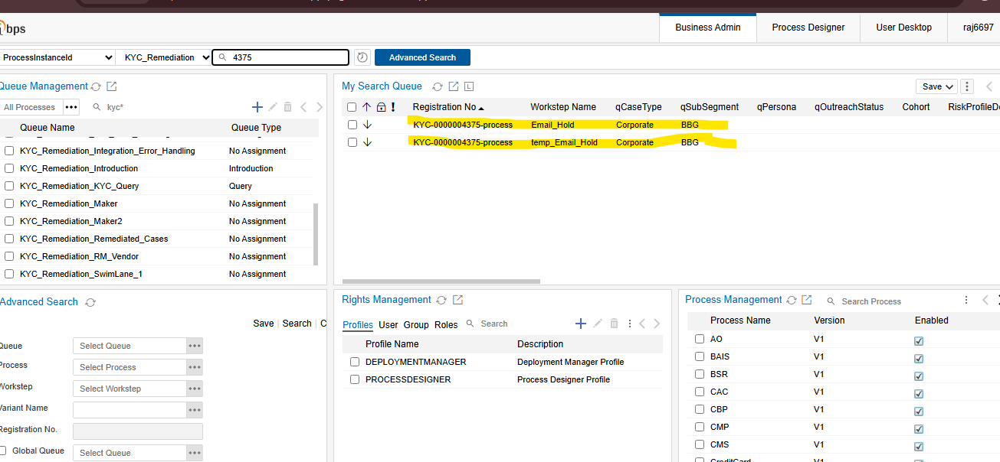 bps
Business Admin
Process Designer
User Desktop
raj6697
ProcessInstanceId
KYC_Remediation
4375
Advanced Search
Queue Management
All Processes
kyc*
Queue Name Queue Type
KYC_Remediation_Integration_Error_Handling No Assignment
KYC_Remediation_Introduction Introduction
KYC_Remediation_KYC_Query Query
KYC_Remediation_Maker No Assignment
KYC_Remediation_Maker2 No Assignment
KYC_Remediation_Remediated_Cases No Assignment
KYC_Remediation_RM_Vendor No Assignment
KYC_Remediation_SwimLane_1 No Assignment
My Search Queue L Save
! Registration No Workstep Name qCaseType qSubSegment qPersona qOutreachStatus Cohort RiskProfileDe
KYC-0000004375-process Email_Hold Corporate BBG
KYC-0000004375-process temp_Email_Hold Corporate BBG
Advanced Search
Save | Search | C
Queue Select Queue
Process Select Process
Workstep Select Workstep
Variant Name
Registration No.
Global Queue Select Queue
Rights Management
Profiles User Group Roles Search
Profile Name Description
DEPLOYMENTMANAGER Deployment Manager Profile
PROCESSDESIGNER Process Designer Profile
Process Management Search Process
Process Name Version Enabled
AO V1
BAIS V1
BSR V1
CAC V1
CBP V1
CMP V1
CMS V1
CreditCard